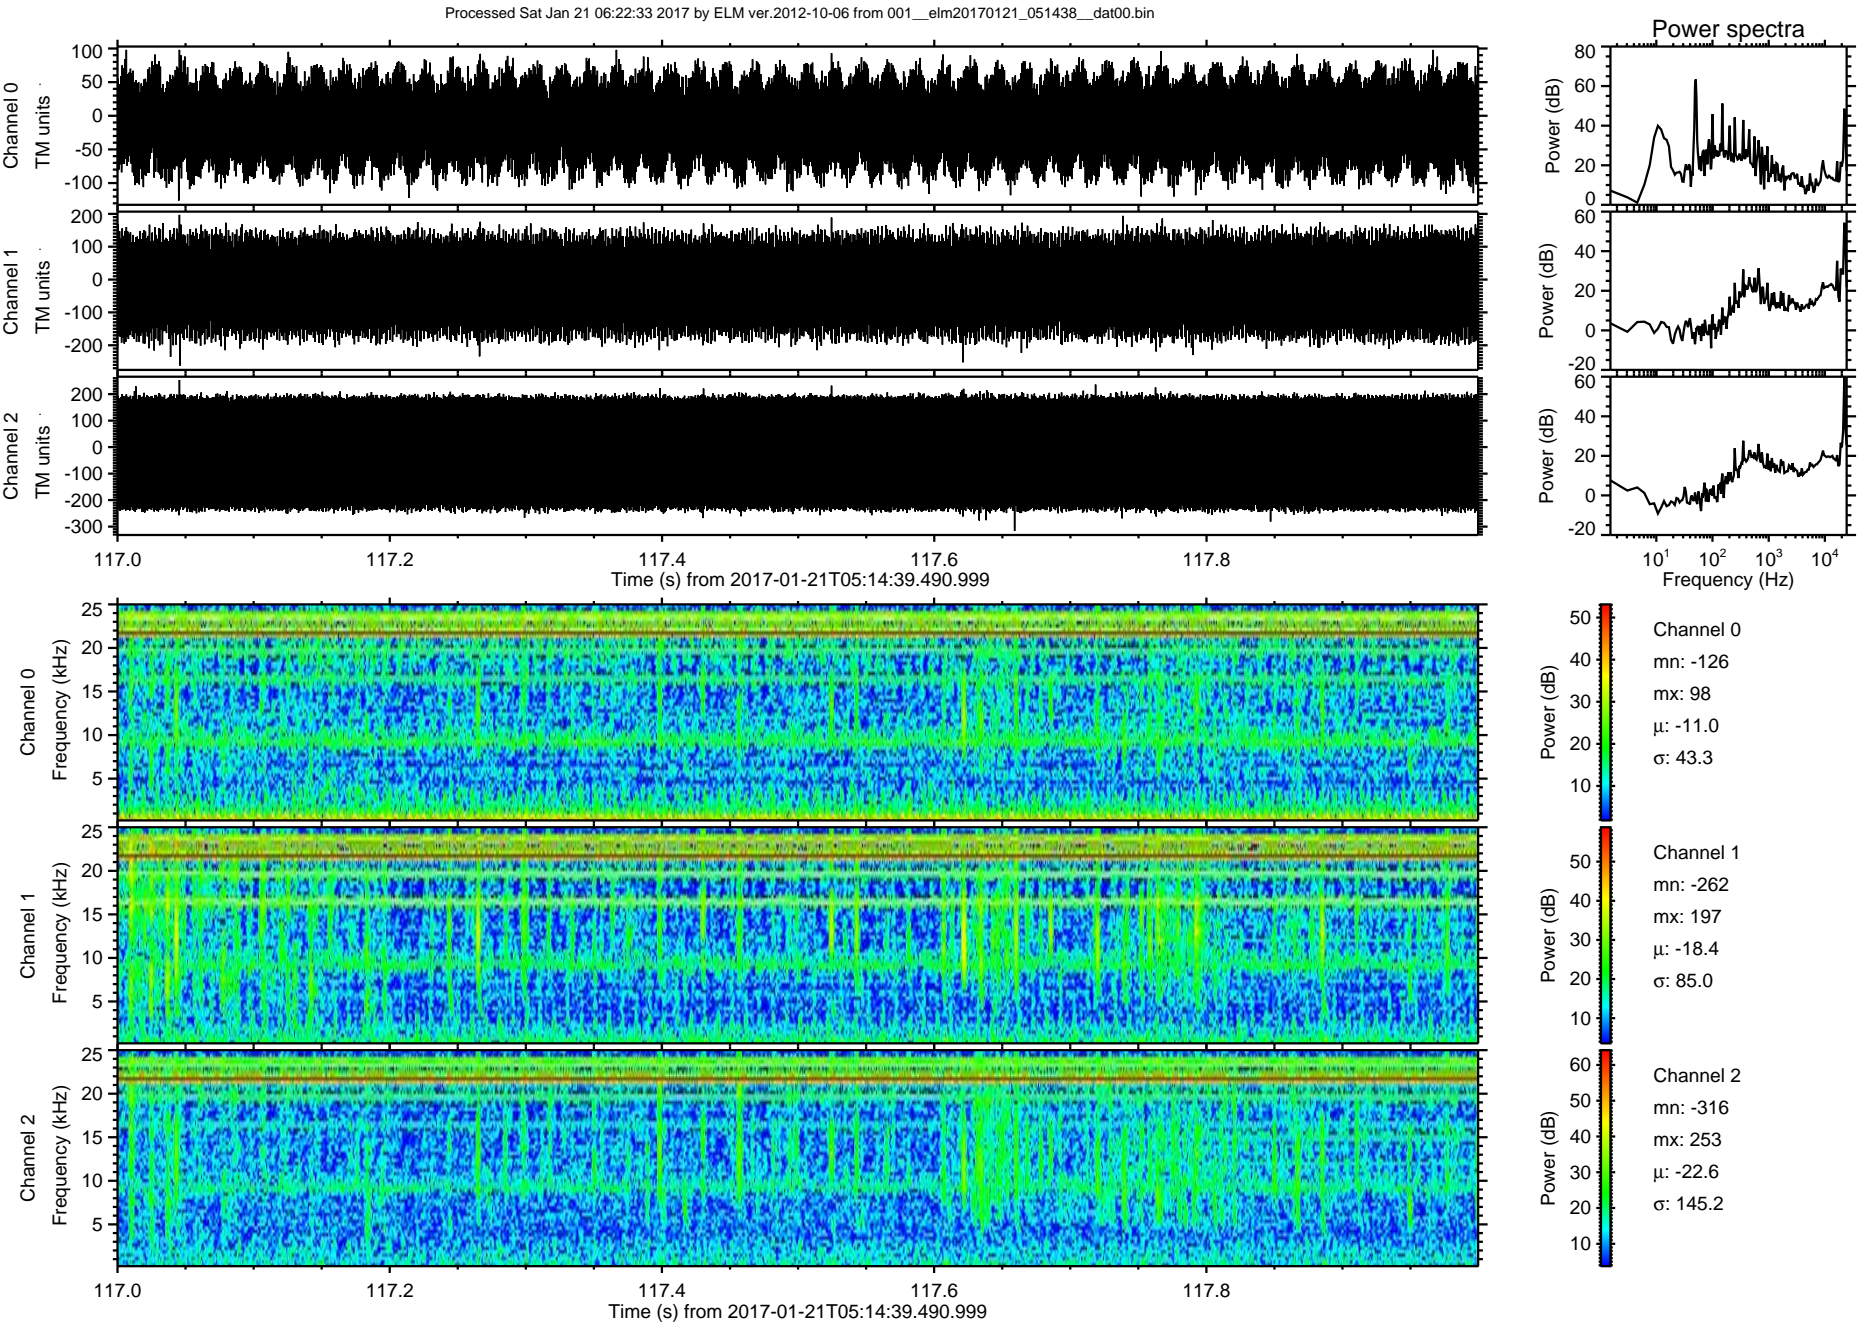 Processed Sat Jan 21 06:22:33 2017 by ELM ver.2012-10-06 from 001__elm20170121_051438__dat00.bin
Power spectra
Channel 0
TM units
100
50
0
-50
-100
Power (dB)
80
60
40
20
0
Channel 1
TM units
200
100
0
-100
-200
Power (dB)
60
40
20
0
-20
Channel 2
TM units
200
100
0
-100
-200
-300
Power (dB)
60
40
20
0
-20
117.0 117.2 117.4 117.6 117.8
Time (s) from 2017-01-21T05:14:39.490.999
10¹ 10² 10³ 10⁴
Frequency (Hz)
Channel 0
Frequency (kHz)
25
20
15
10
5
Power (dB)
50
40
30
20
10
Channel 0
mn: -126
mx: 98
µ: -11.0
σ: 43.3
Channel 1
Frequency (kHz)
25
20
15
10
5
Power (dB)
50
40
30
20
10
Channel 1
mn: -262
mx: 197
µ: -18.4
σ: 85.0
Channel 2
Frequency (kHz)
25
20
15
10
5
Power (dB)
60
50
40
30
20
10
Channel 2
mn: -316
mx: 253
µ: -22.6
σ: 145.2
117.0 117.2 117.4 117.6 117.8
Time (s) from 2017-01-21T05:14:39.490.999